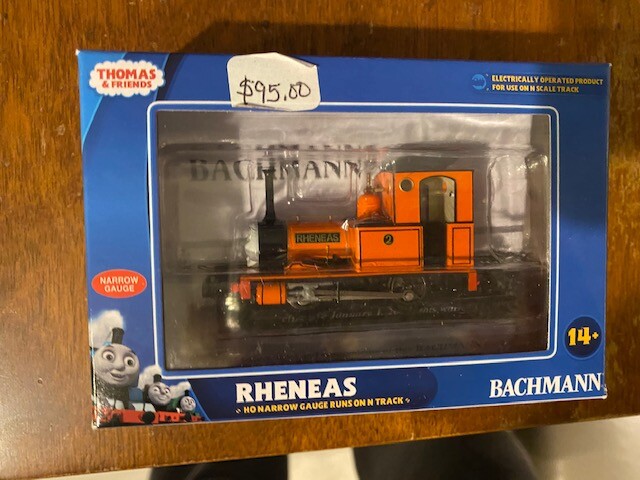 THOMAS
& FRIENDS
$95.00
ELECTRICALLY OPERATED PRODUCT
FOR USE ON N SCALE TRACK
BACHMANN
BACHMANN
RHENEAS
2
NARROW
GAUGE
14+
RHENEAS
HO NARROW GAUGE RUNS ON N TRACK
BACHMANN